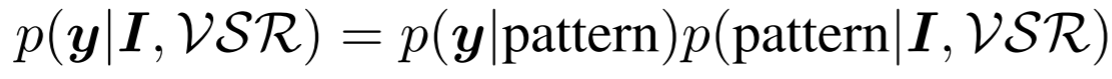 p(y|I, VSR) = p(y|pattern)p(pattern|I, VSR)